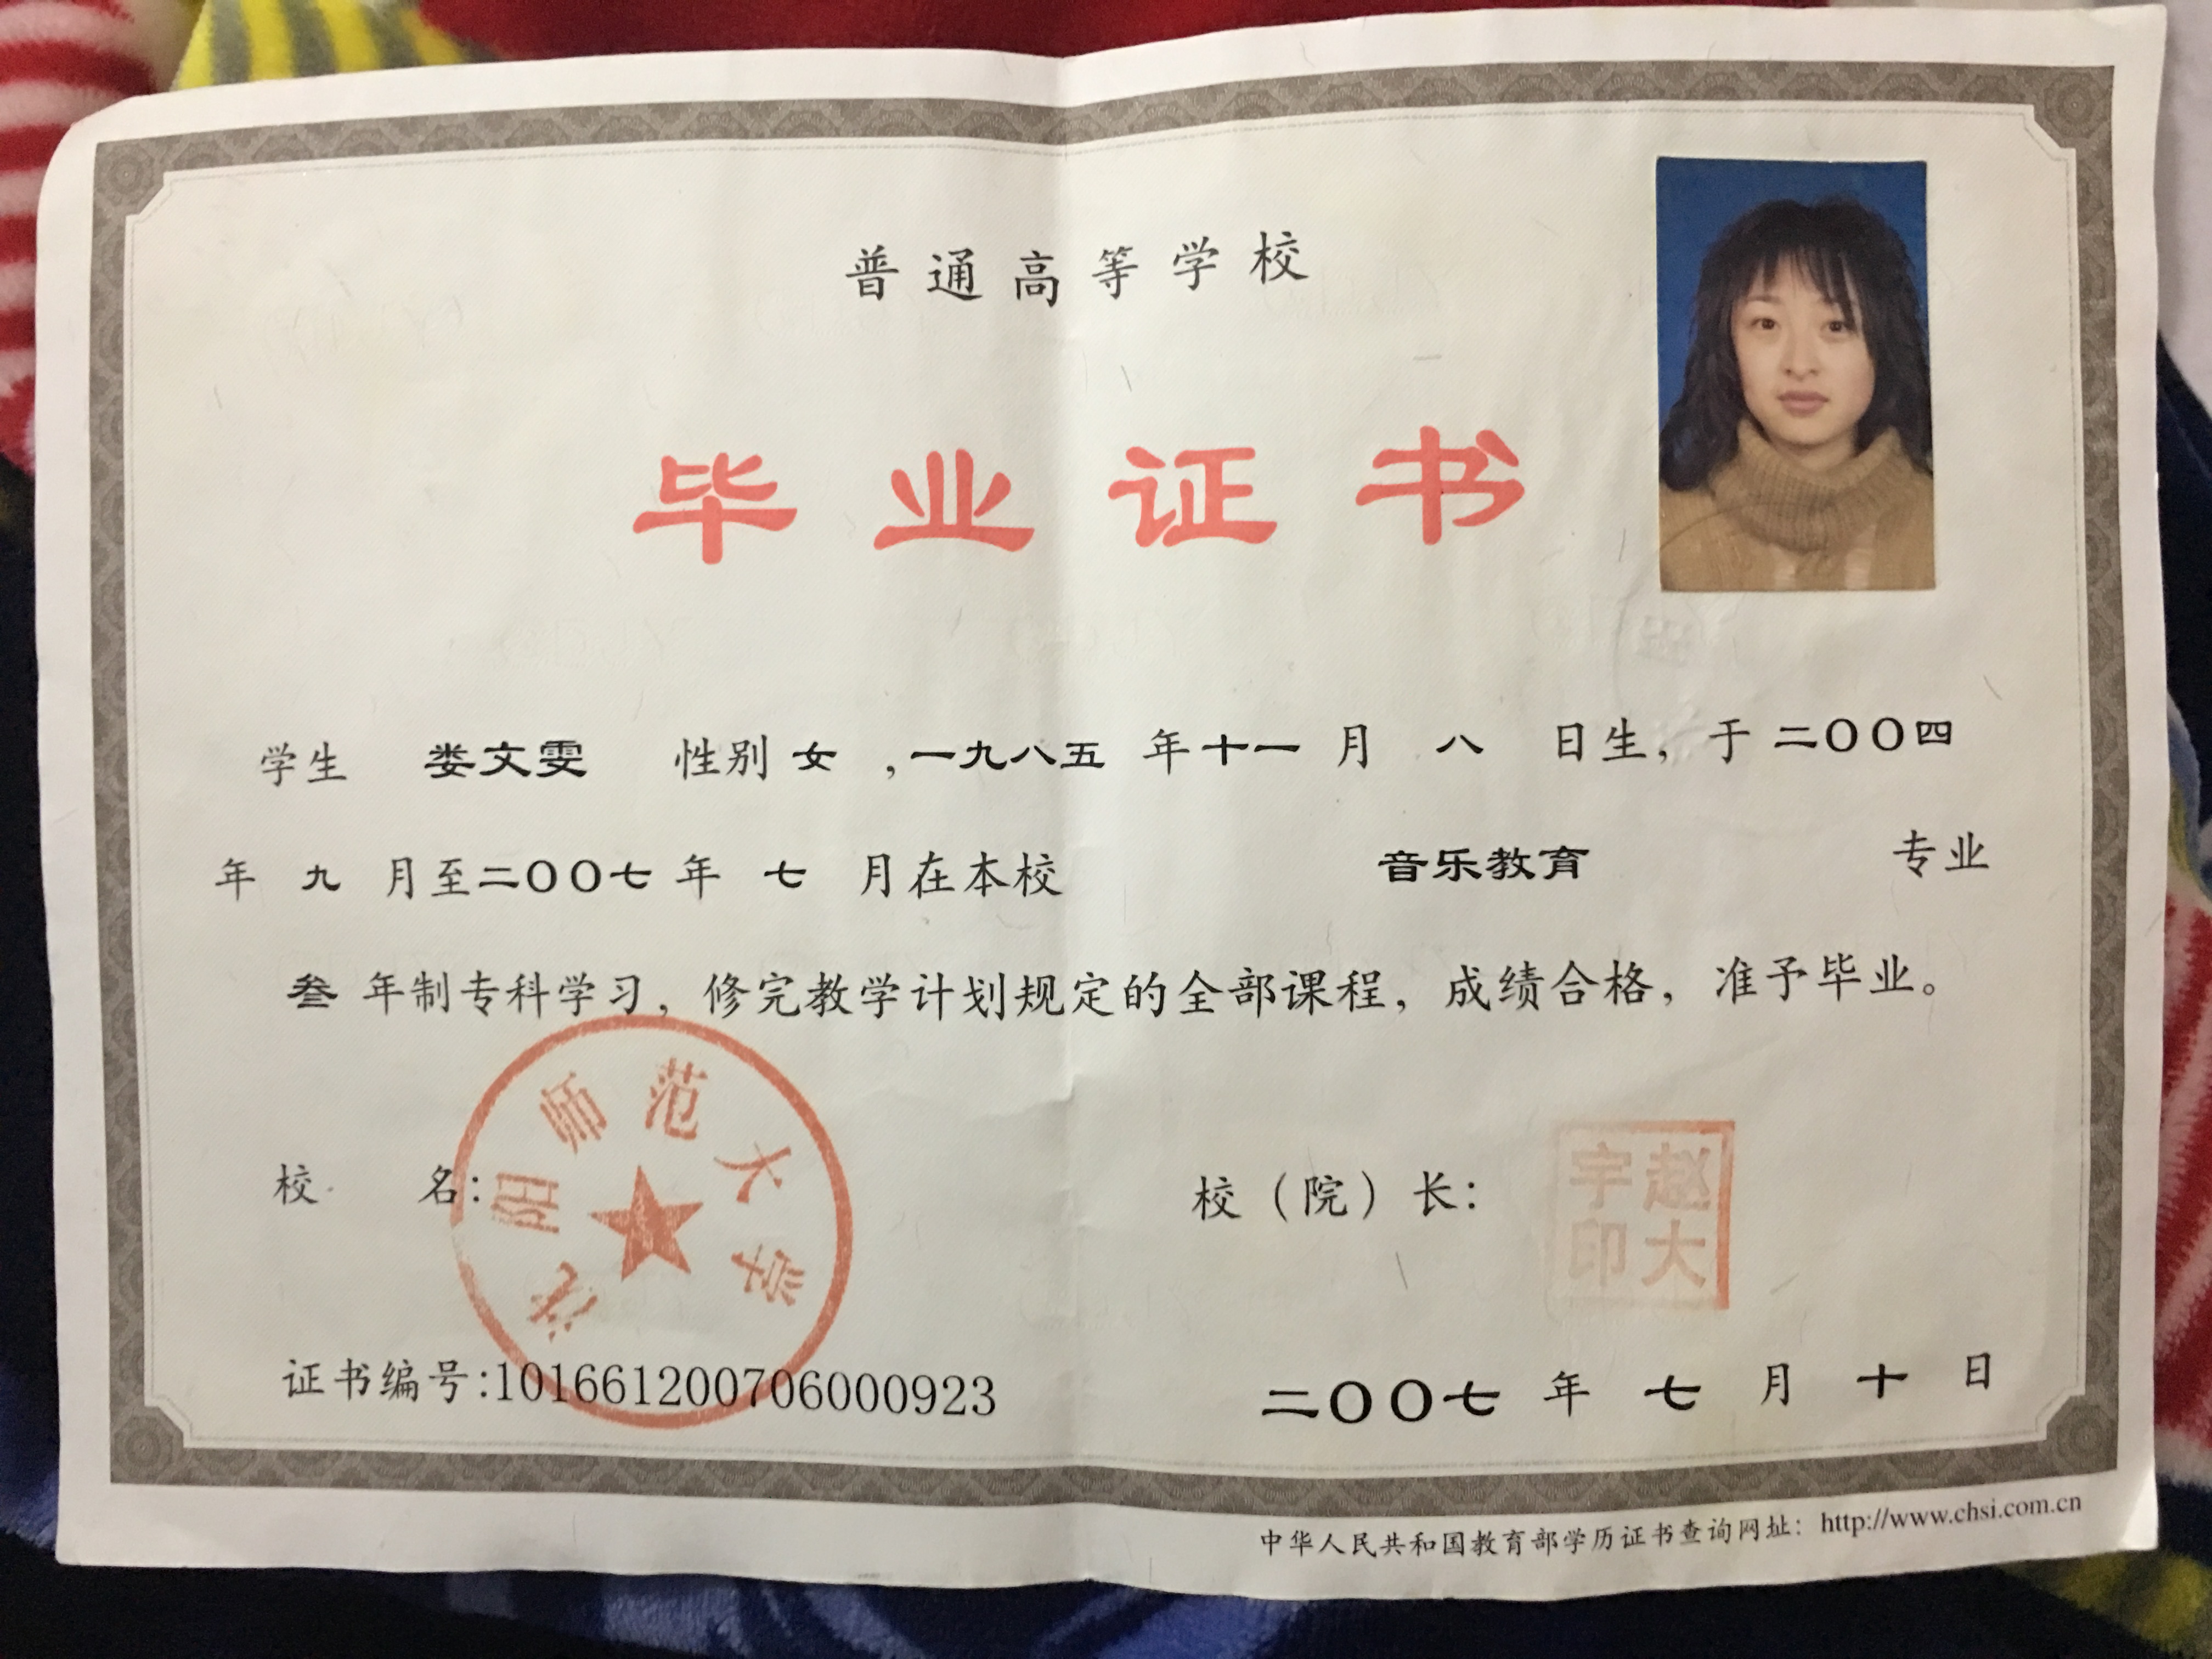 普通高等学校
毕业证书
学生 娄文雯 性别 女 ,一九八五 年 十一 月 八 日生，于 二〇〇四
年 九 月至 二〇〇七 年 七 月在本校 音乐教育 专业
叁 年制专科学习，修完教学计划规定的全部课程，成绩合格，准予毕业。
沈阳师范大学
校 名：
校（院）长：
赵大宇印
证书编号:101661200706000923
二〇〇七 年 七 月 十 日
中华人民共和国教育部学历证书查询网址：http://www.chsi.com.cn